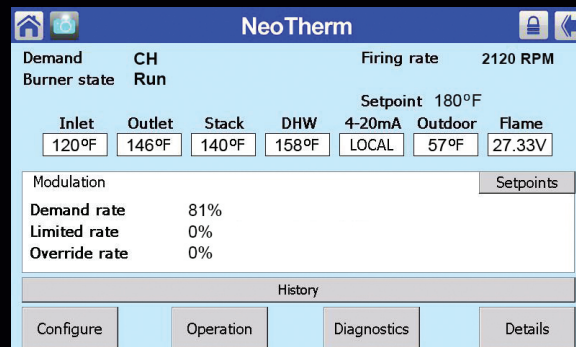 NeoTherm
Demand CH Firing rate 2120 RPM
Burner state Run
Setpoint 180°F
Inlet Outlet Stack DHW 4-20mA Outdoor Flame
120°F 146°F 140°F 158°F LOCAL 57°F 27.33V
Modulation Setpoints
Demand rate 81%
Limited rate 0%
Override rate 0%
History
Configure Operation Diagnostics Details